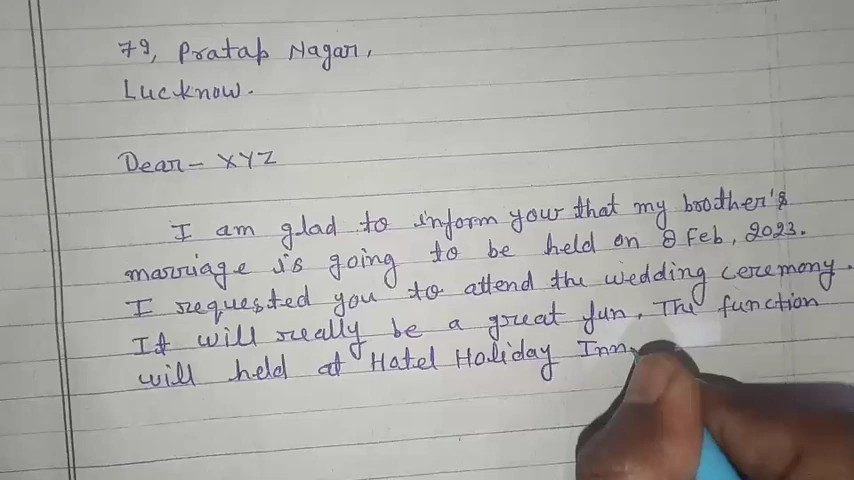 79, Pratap Nagar,
Lucknow.
Dear - XYZ
I am glad to inform your that my brother's
marriage is going to be held on 8 Feb, 2023.
I requested you to attend the wedding ceremony.
It will really be a great fun. The function
will held at Hotel Holiday Inn,